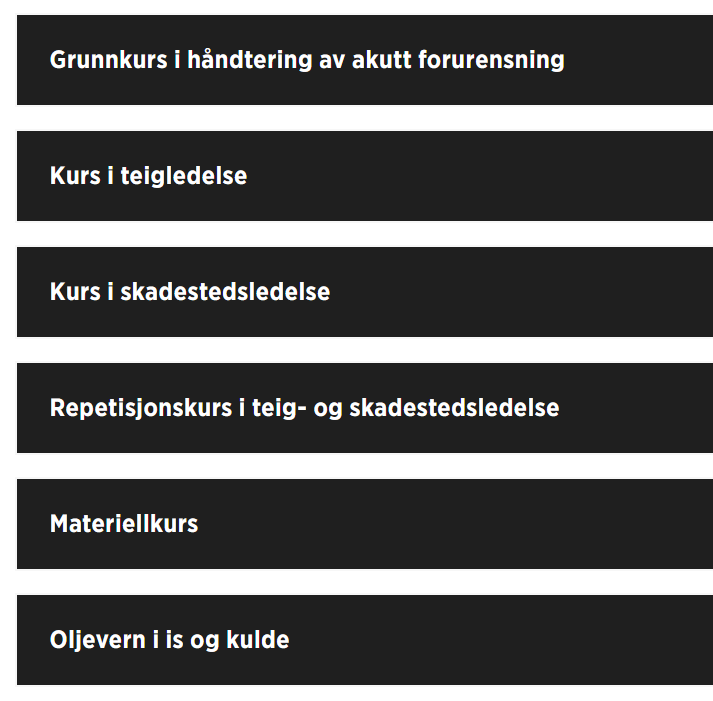 Grunnkurs i håndtering av akutt forurensning
Kurs i teigledelse
Kurs i skadestedsledelse
Repetisjonskurs i teig- og skadestedsledelse
Materiellkurs
Oljevern i is og kulde